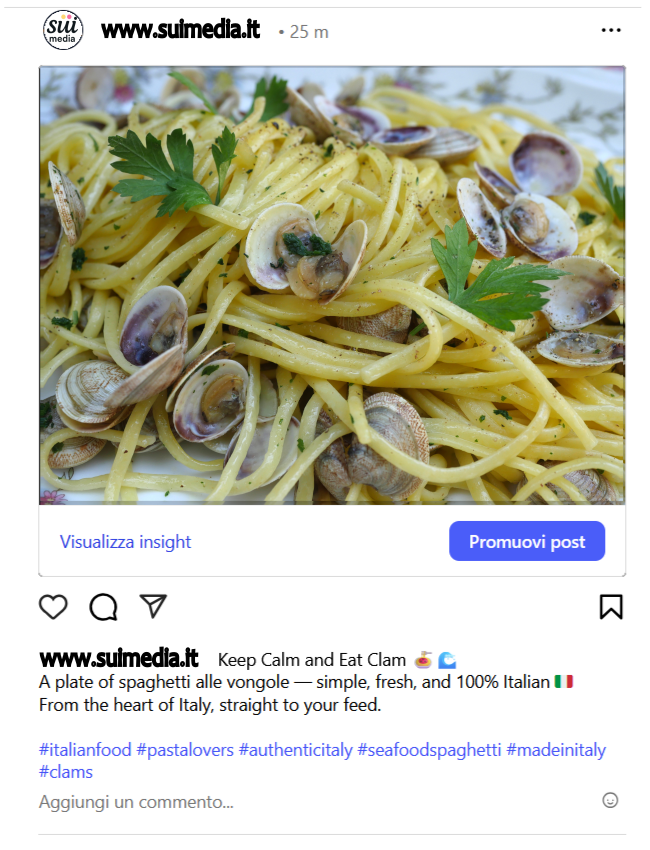 sui
media
www.suimedia.it • 25 m
Visualizza insight
Promuovi post
www.suimedia.it Keep Calm and Eat Clam 🍝 🌊
A plate of spaghetti alle vongole — simple, fresh, and 100% Italian 🇮🇹
From the heart of Italy, straight to your feed.
#italianfood #pastalovers #authenticitaly #seafoodspaghetti #madeinitaly
#clams
Aggiungi un commento...